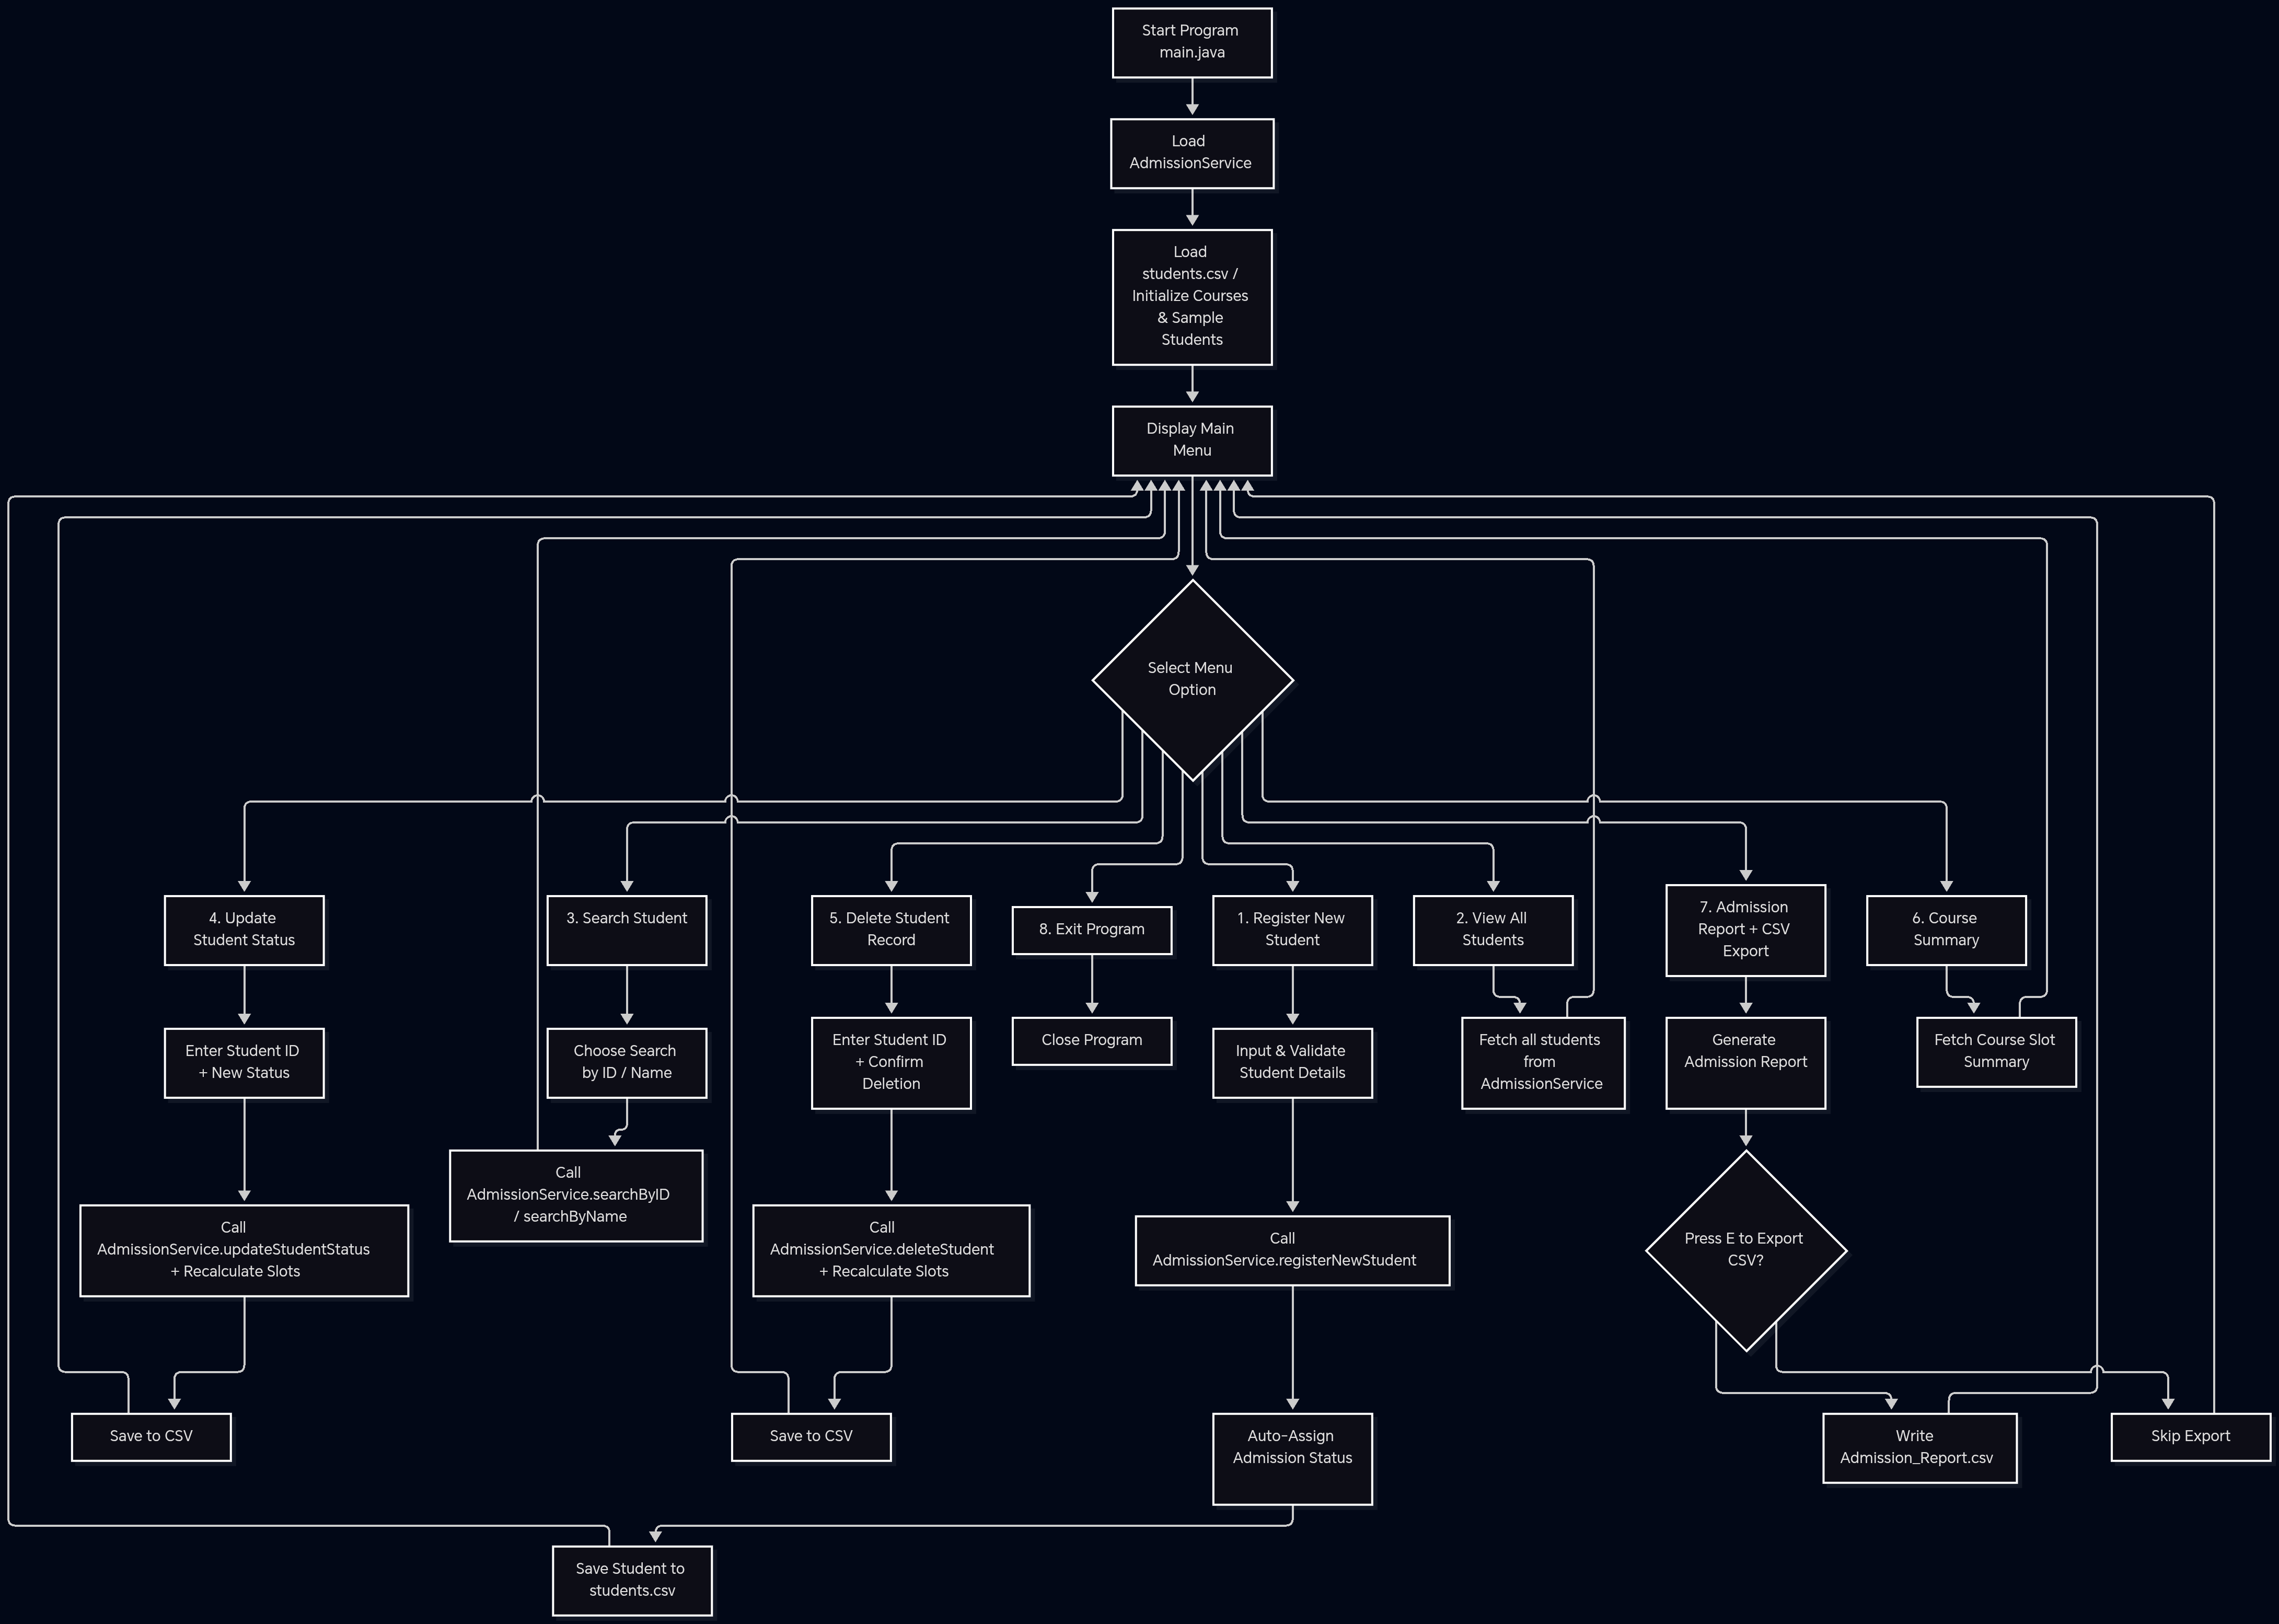 Start Program
main.java
Load
AdmissionService
Load
students.csv /
Initialize Courses
& Sample
Students
Display Main
Menu
Select Menu
Option
4. Update
Student Status
3. Search Student
5. Delete Student
Record
8. Exit Program
1. Register New
Student
2. View All
Students
7. Admission
Report + CSV
Export
6. Course
Summary
Enter Student ID
+ New Status
Choose Search
by ID / Name
Enter Student ID
+ Confirm
Deletion
Close Program
Input & Validate
Student Details
Fetch all students
from
AdmissionService
Generate
Admission Report
Fetch Course Slot
Summary
Call
AdmissionService.updateStudentStatus
+ Recalculate Slots
Call
AdmissionService.searchByID
/ searchByName
Call
AdmissionService.deleteStudent
+ Recalculate Slots
Call
AdmissionService.registerNewStudent
Press E to Export
CSV?
Save to CSV
Save to CSV
Auto-Assign
Admission Status
Write
Admission_Report.csv
Skip Export
Save Student to
students.csv